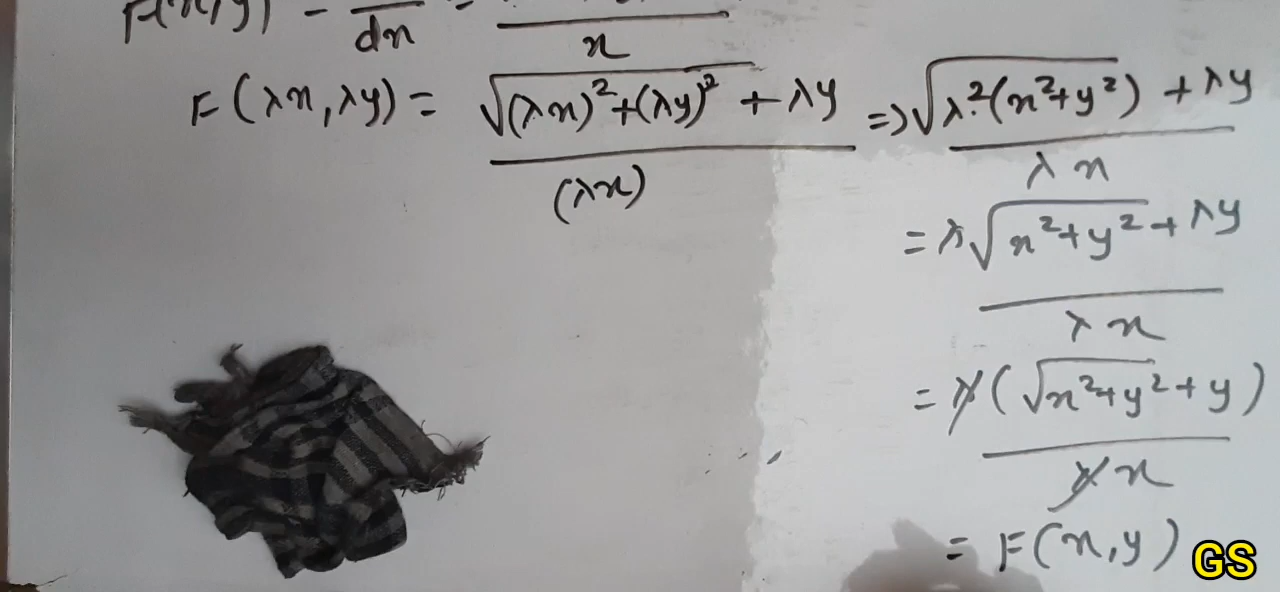 F(x,y) = dy/dx = x
F(λx,λy) = √(λx)²+(λy)² + λy / (λx) => √λ²(x²+y²) + λy / λx
= λ√x²+y² + λy / λx
= λ(√x²+y² + y) / λx
= F(x,y)
GS